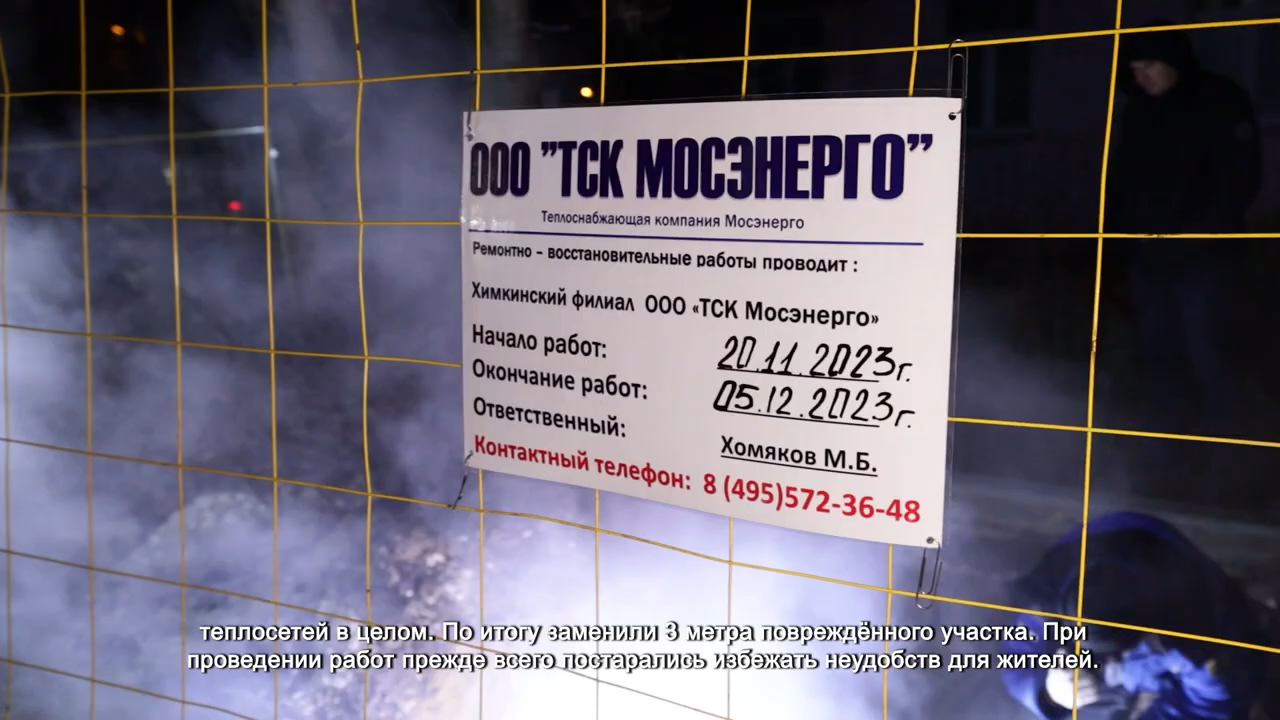 ООО "ТСК МОСЭНЕРГО"
Теплоснабжающая компания Мосэнерго
Ремонтно – восстановительные работы проводит :
Химкинский филиал ООО «ТСК Мосэнерго»
Начало работ: 20.11.2023г.
Окончание работ: 05.12.2023г.
Ответственный: Хомяков М.Б.
Контактный телефон: 8 (495)572-36-48
теплосетей в целом. По итогу заменили 3 метра повреждённого участка. При
проведении работ прежде всего постарались избежать неудобств для жителей.